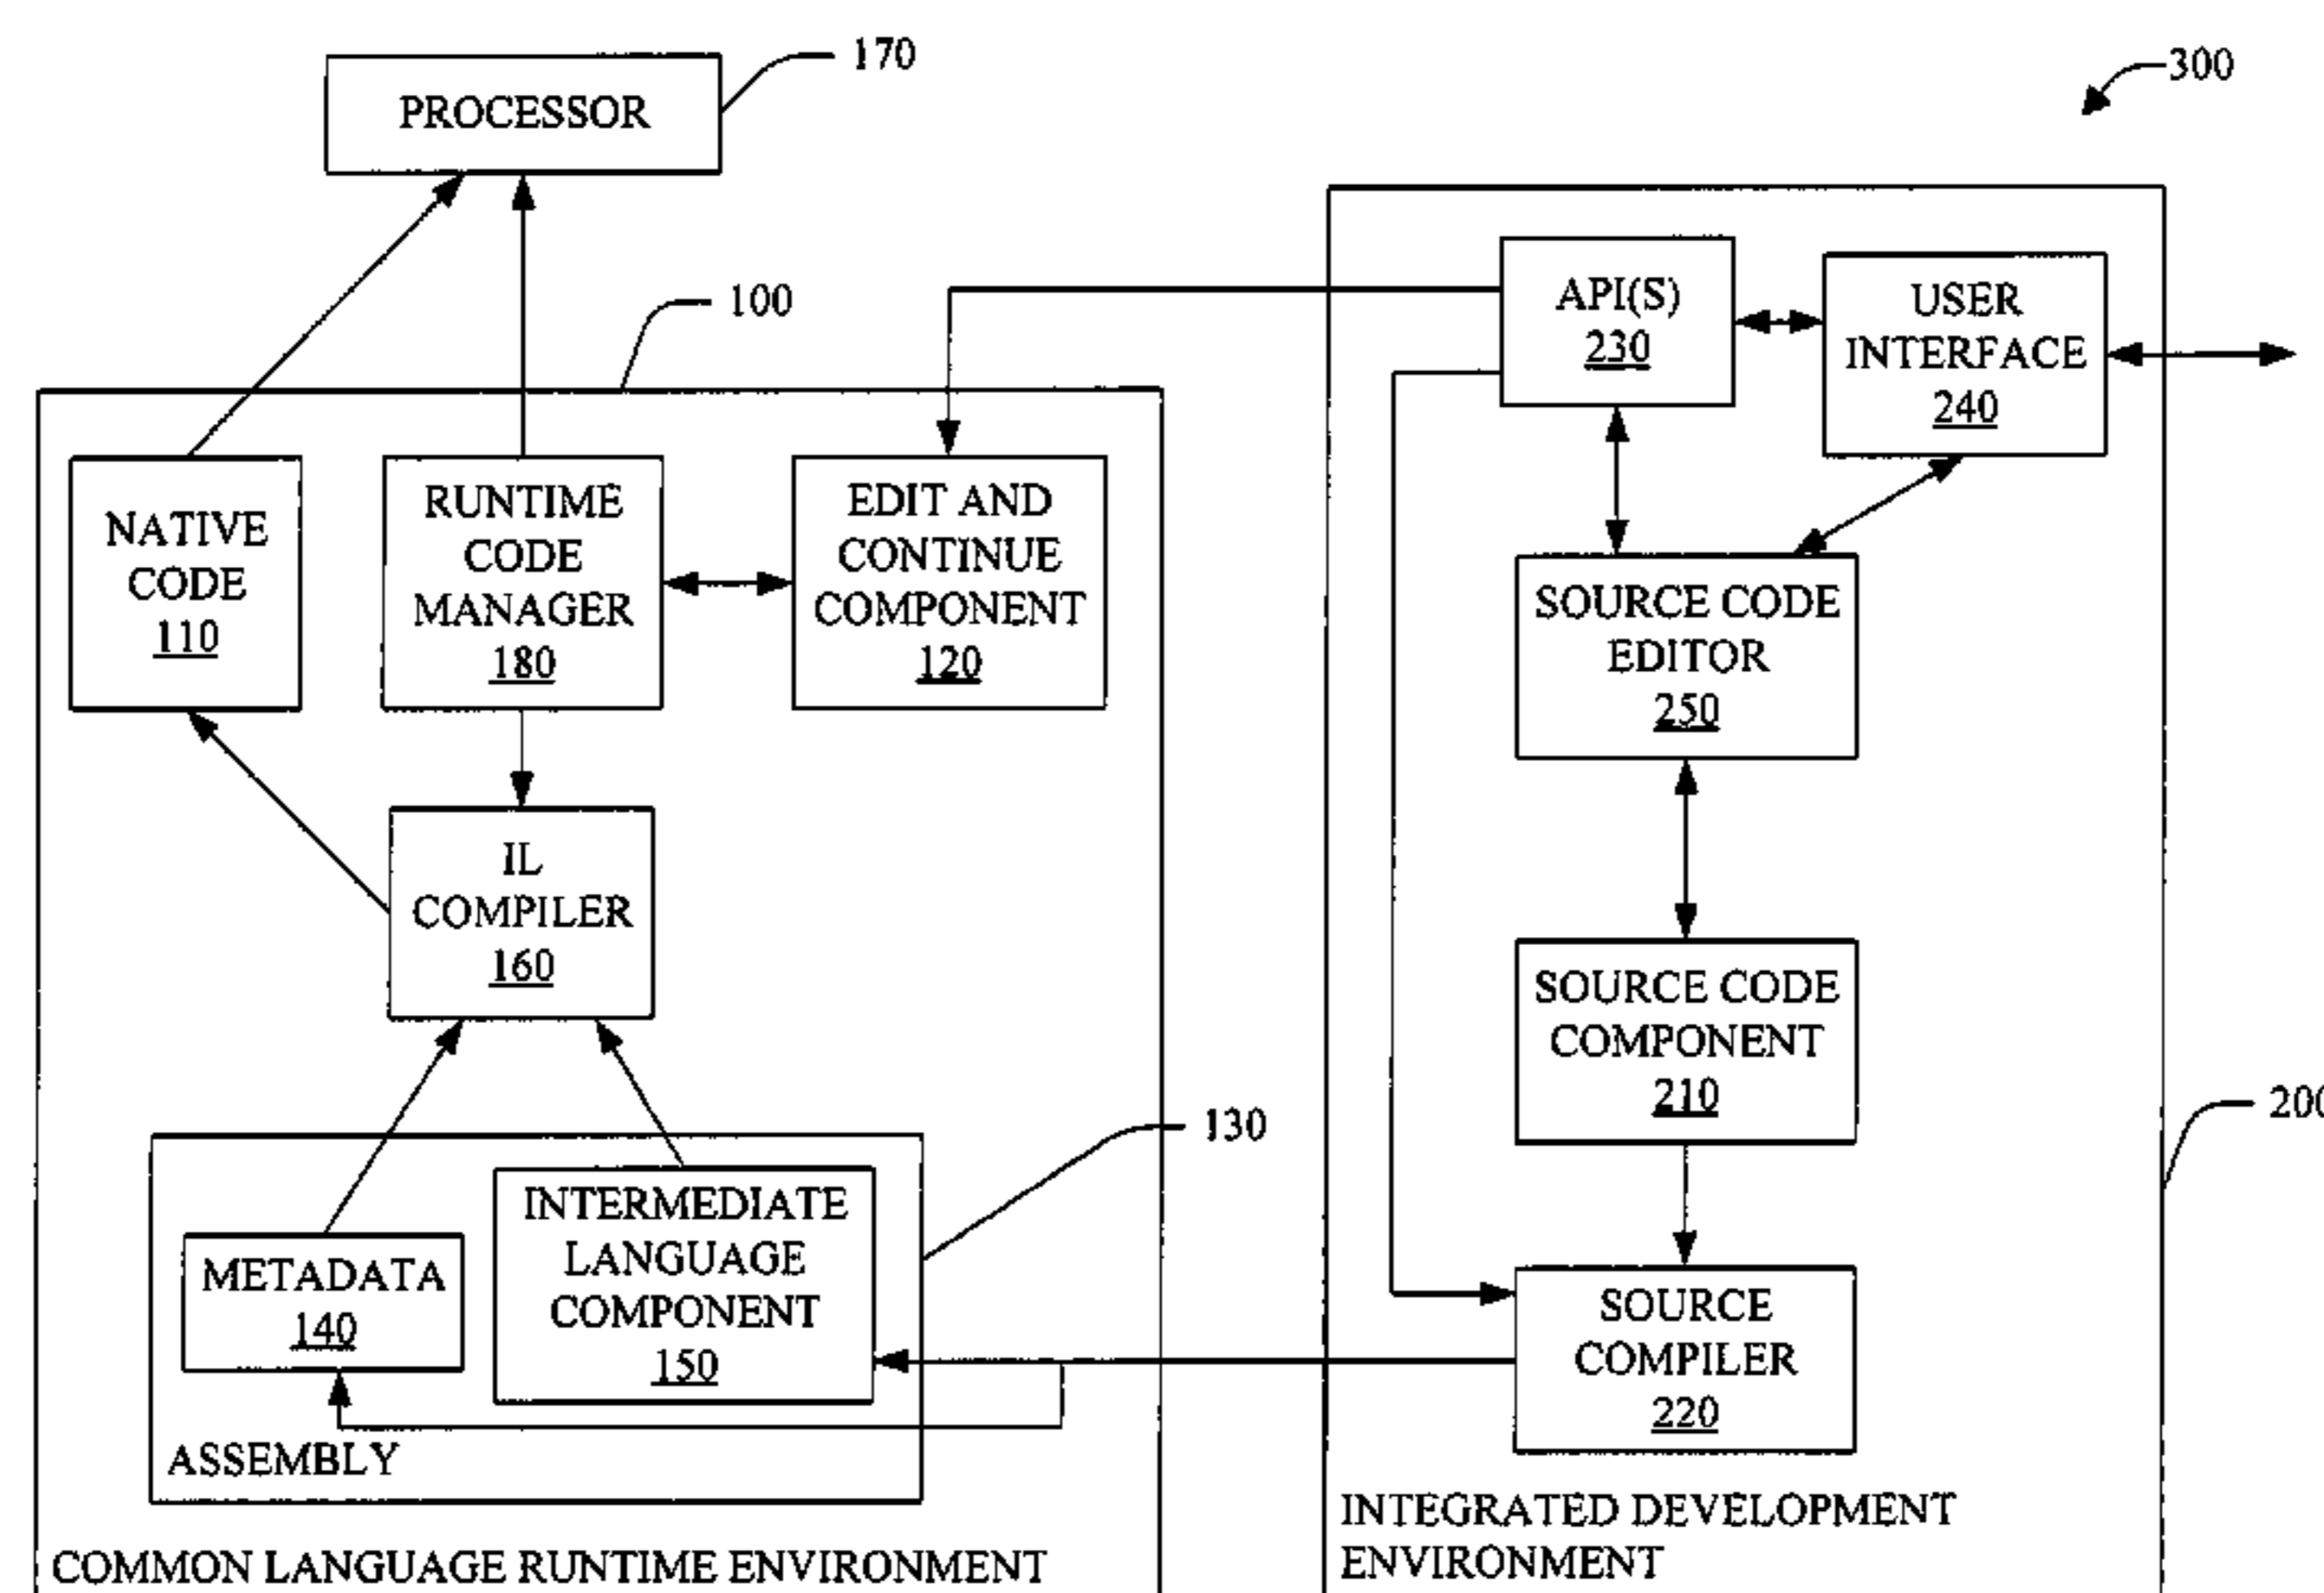 170
PROCESSOR
300
100
API(S)
230
USER
INTERFACE
240
NATIVE
CODE
110
RUNTIME
CODE
MANAGER
180
EDIT AND
CONTINUE
COMPONENT
120
SOURCE CODE
EDITOR
250
IL
COMPILER
160
SOURCE CODE
COMPONENT
210
200
130
METADATA
140
INTERMEDIATE
LANGUAGE
COMPONENT
150
SOURCE
COMPILER
220
ASSEMBLY
INTEGRATED DEVELOPMENT
ENVIRONMENT
COMMON LANGUAGE RUNTIME ENVIRONMENT